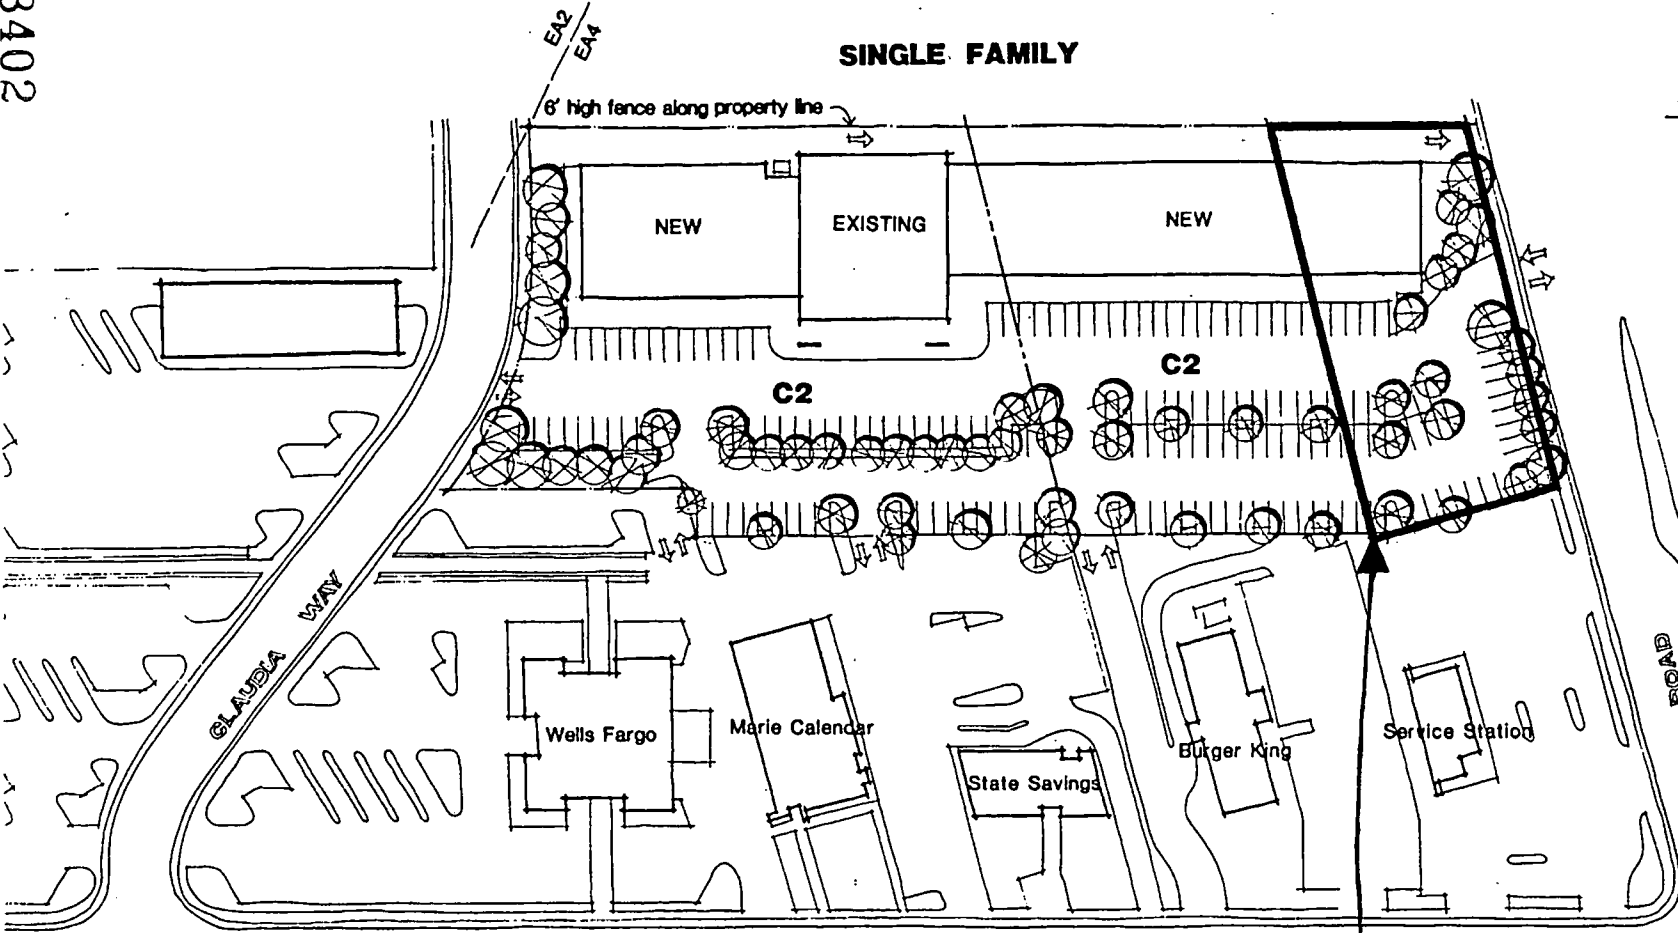 3402
EA2
EA4
SINGLE FAMILY
6' high fence along property line
NEW
EXISTING
NEW
C2
C2
CLAUDIA WAY
ROAD
Wells Fargo
Marie Calendar
State Savings
Burger King
Service Station